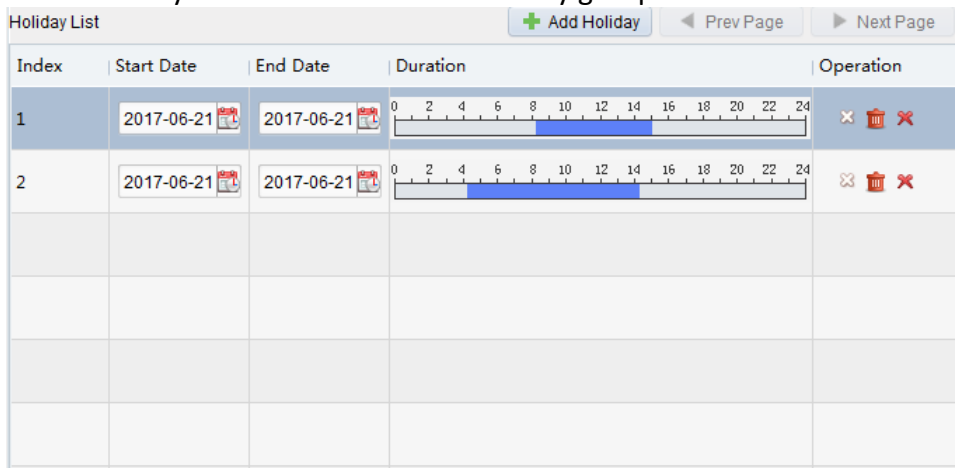 Holiday List Add Holiday Prev Page Next Page
Index Start Date End Date Duration Operation
0 2 4 6 8 10 12 14 16 18 20 22 24
1 2017-06-21 2017-06-21
0 2 4 6 8 10 12 14 16 18 20 22 24
2 2017-06-21 2017-06-21